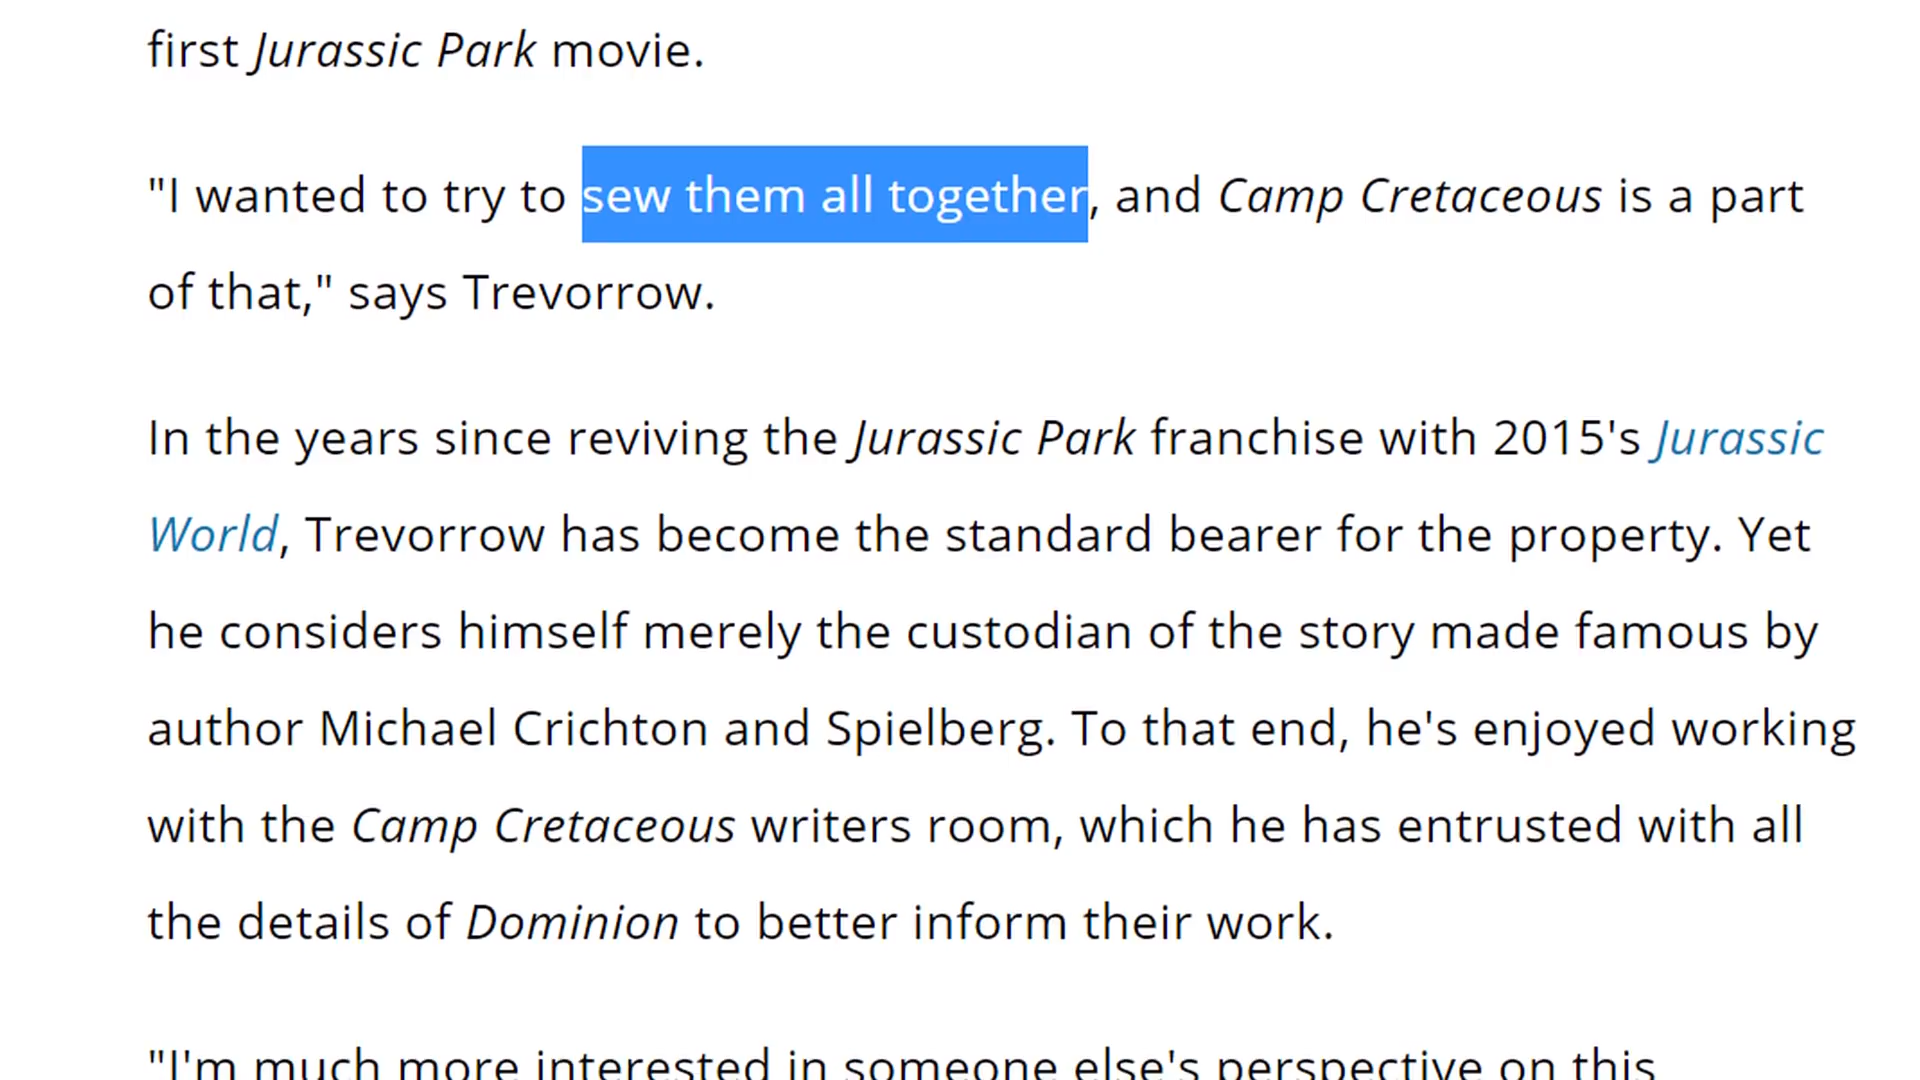 first Jurassic Park movie.
"I wanted to try to sew them all together, and Camp Cretaceous is a part
of that," says Trevorrow.
In the years since reviving the Jurassic Park franchise with 2015's Jurassic
World, Trevorrow has become the standard bearer for the property. Yet
he considers himself merely the custodian of the story made famous by
author Michael Crichton and Spielberg. To that end, he's enjoyed working
with the Camp Cretaceous writers room, which he has entrusted with all
the details of Dominion to better inform their work.
"I'm much more interested in someone else's perspective on this